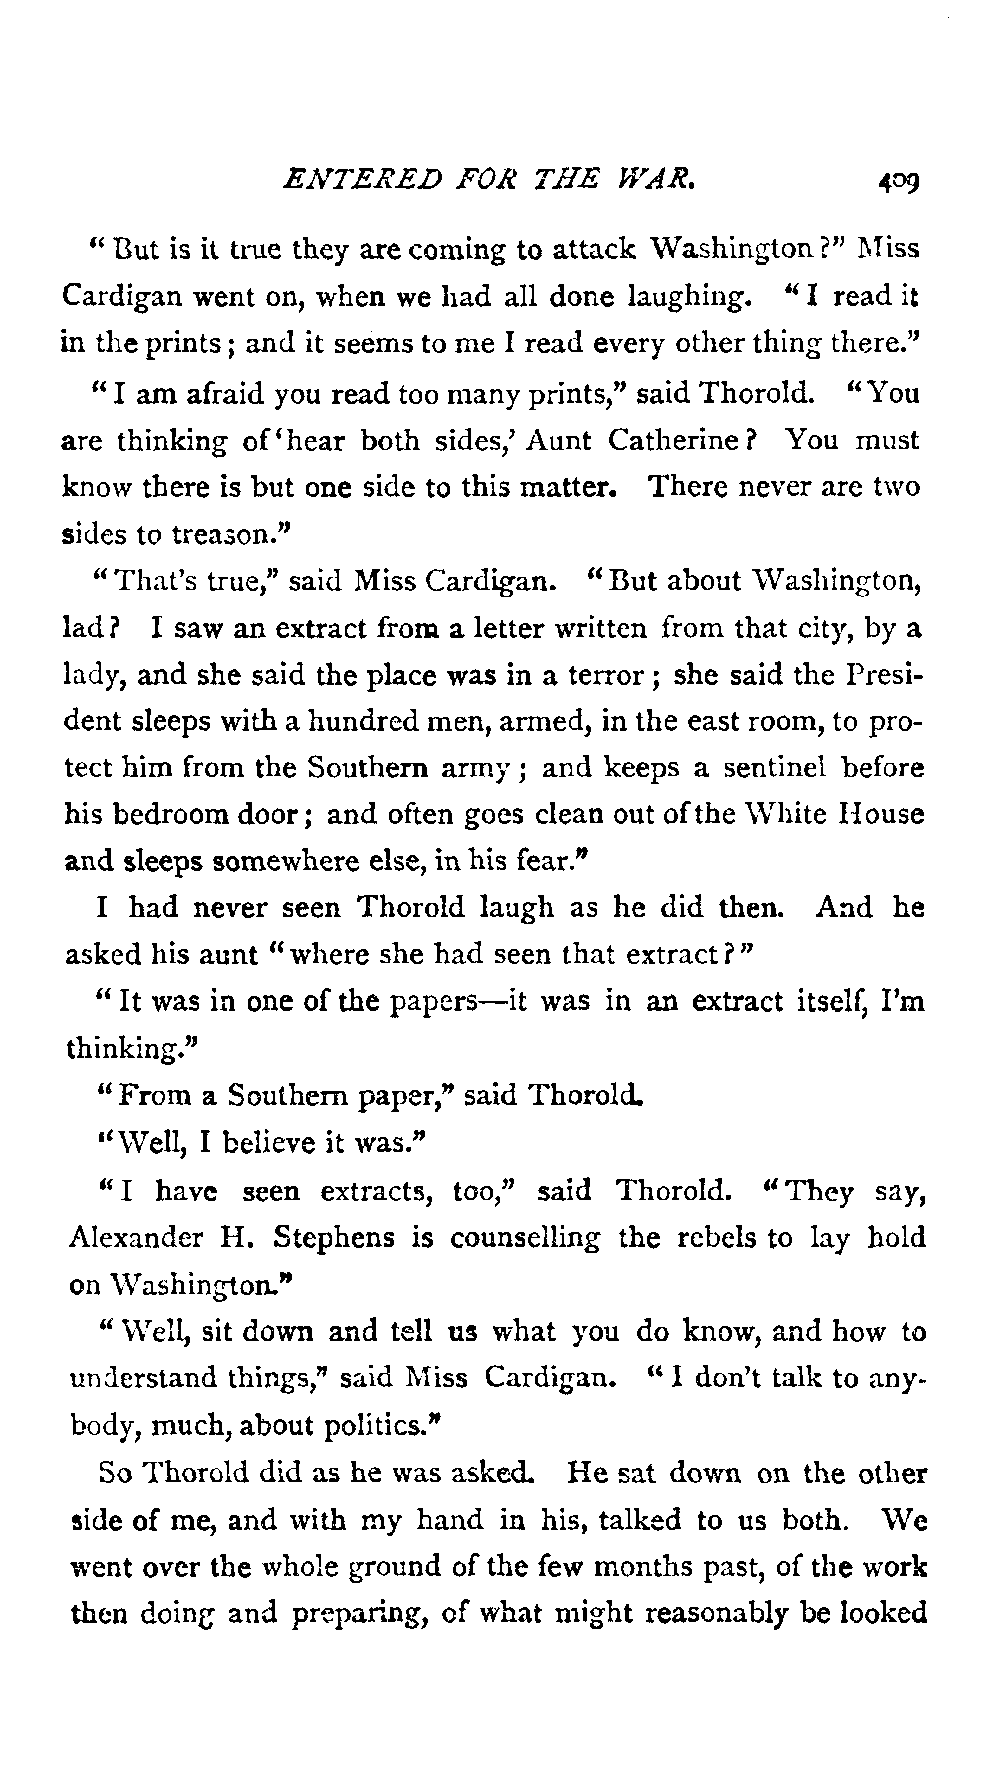 ENTERED FOR THE WAR. 409
"But is it true they are coming to attack Washington?" Miss
Cardigan went on, when we had all done laughing. "I read it
in the prints; and it seems to me I read every other thing there."
"I am afraid you read too many prints," said Thorold. "You
are thinking of 'hear both sides,' Aunt Catherine? You must
know there is but one side to this matter. There never are two
sides to treason."
"That's true," said Miss Cardigan. "But about Washington,
lad? I saw an extract from a letter written from that city, by a
lady, and she said the place was in a terror; she said the Presi-
dent sleeps with a hundred men, armed, in the east room, to pro-
tect him from the Southern army; and keeps a sentinel before
his bedroom door; and often goes clean out of the White House
and sleeps somewhere else, in his fear."
I had never seen Thorold laugh as he did then. And he
asked his aunt "where she had seen that extract?"
"It was in one of the papers—it was in an extract itself, I'm
thinking."
"From a Southern paper," said Thorold.
"Well, I believe it was."
"I have seen extracts, too," said Thorold. "They say,
Alexander H. Stephens is counselling the rebels to lay hold
on Washington."
"Well, sit down and tell us what you do know, and how to
understand things," said Miss Cardigan. "I don't talk to any-
body, much, about politics."
So Thorold did as he was asked. He sat down on the other
side of me, and with my hand in his, talked to us both. We
went over the whole ground of the few months past, of the work
then doing and preparing, of what might reasonably be looked